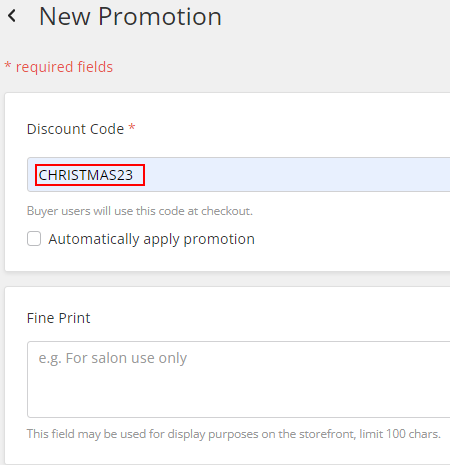 New Promotion
* required fields
Discount Code *
CHRISTMAS23
Buyer users will use this code at checkout.
Automatically apply promotion
Fine Print
e.g. For salon use only
This field may be used for display purposes on the storefront, limit 100 chars.